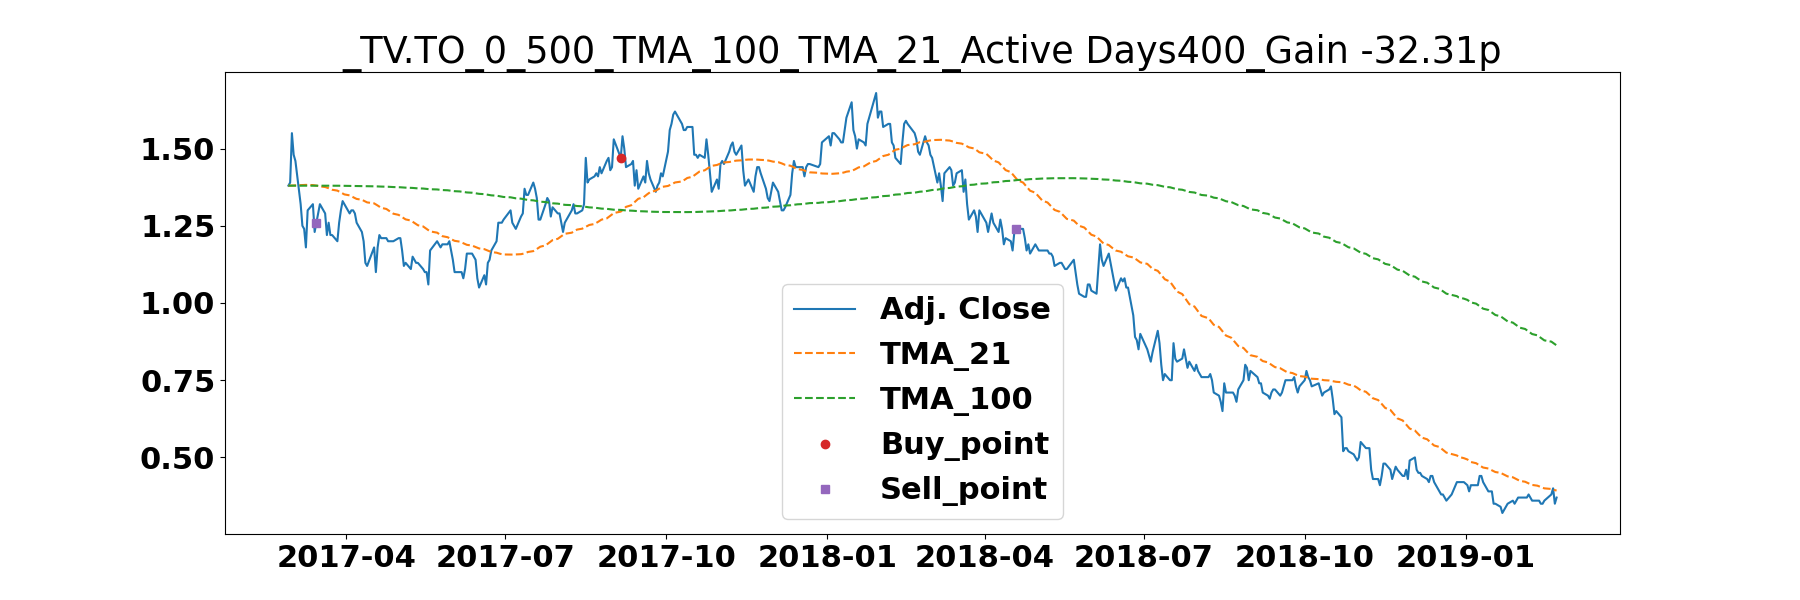 _TV.TO_0_500_TMA_100_TMA_21_Active Days400_Gain -32.31p
1.50
1.25
1.00
0.75
0.50
Adj. Close
TMA_21
TMA_100
Buy_point
Sell_point
2017-04 2017-07 2017-10 2018-01 2018-04 2018-07 2018-10 2019-01